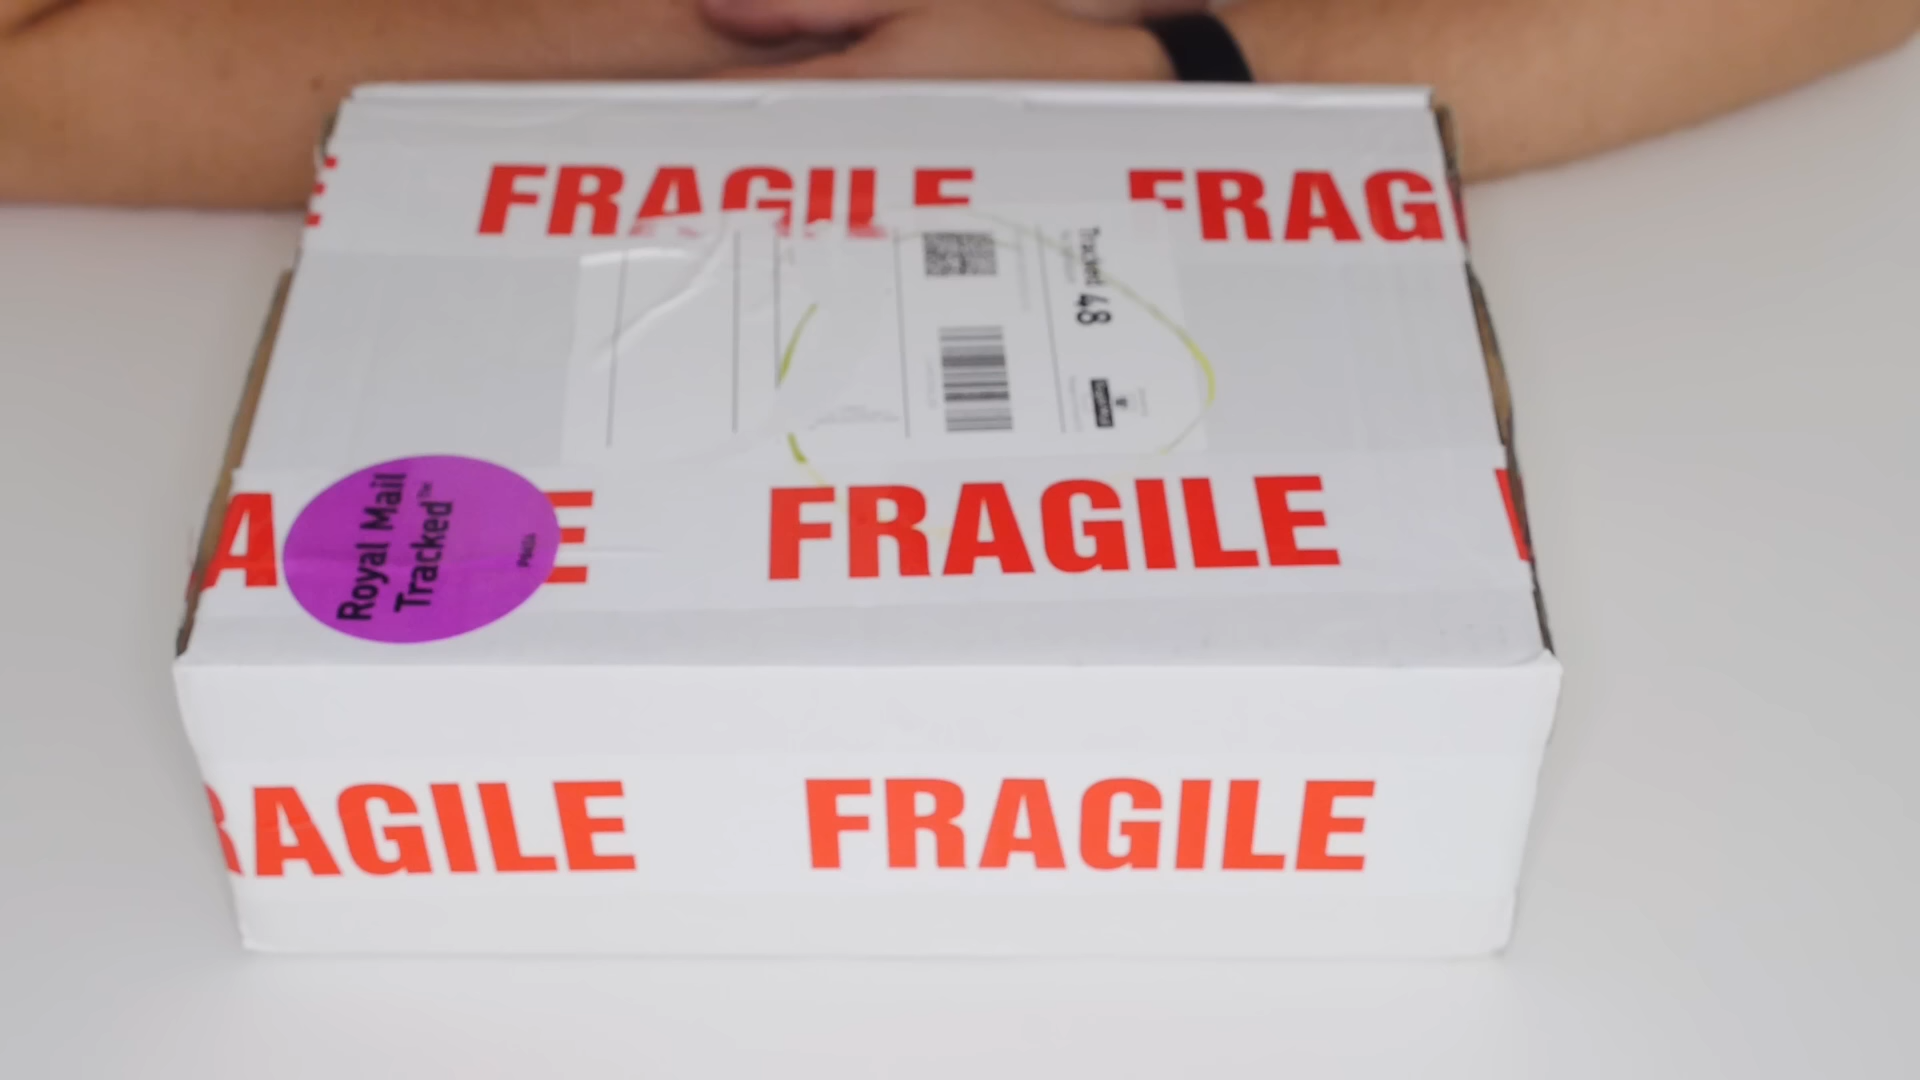 FRAGILE FRAG
Tracked 48
A
E
FRAGILE
Royal Mail
Tracked™
RAGILE FRAGILE